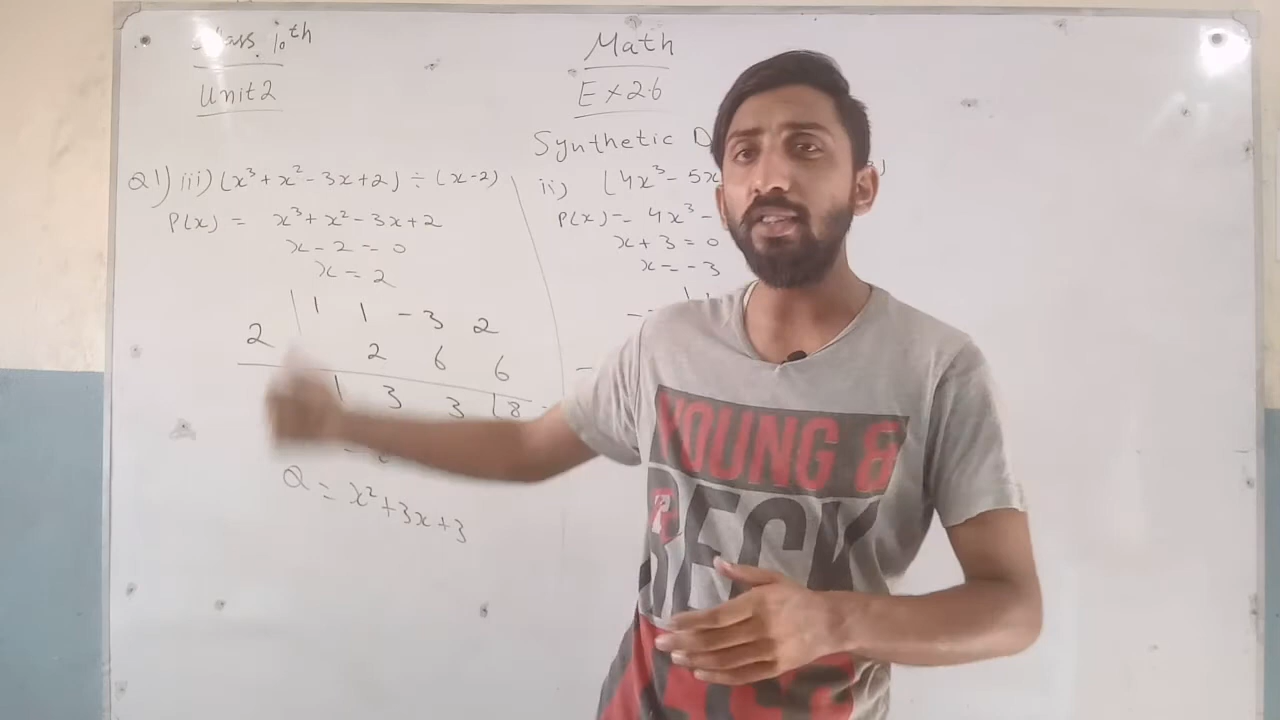 10th
Unit 2
Math
Ex 2.6
Synthetic
Q1) iii) (x³ + x² - 3x + 2) ÷ (x - 2)
P(x) = x³ + x² - 3x + 2
x - 2 = 0
x = 2
1 1 - 3 2
2
2 6 6
1 3 3 8
Q = x² + 3x + 3
ii) (4x³ - 5x
P(x) = 4x³ -
x + 3 = 0
x = - 3
YOUNG &
RECK